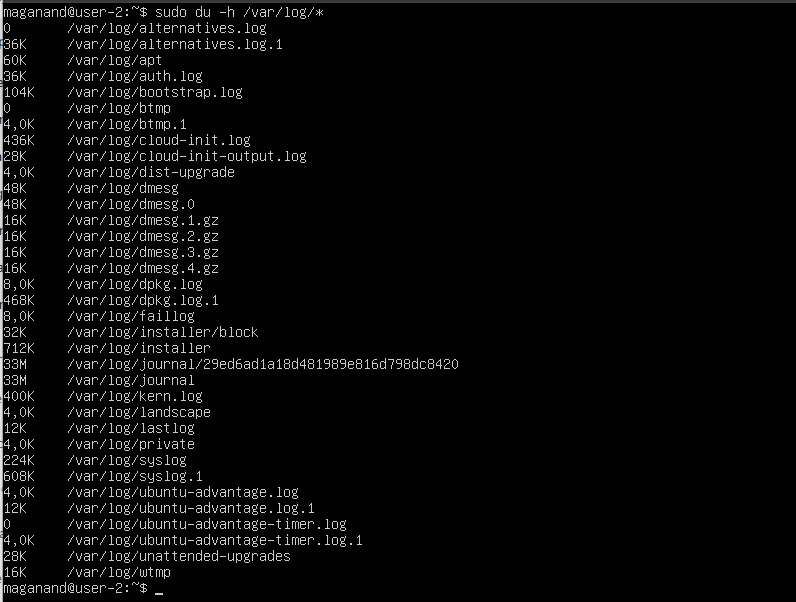 maganand@user-2:~$ sudo du -h /var/log/*
0       /var/log/alternatives.log
36K     /var/log/alternatives.log.1
60K     /var/log/apt
36K     /var/log/auth.log
104K    /var/log/bootstrap.log
0       /var/log/btmp
4,0K    /var/log/btmp.1
436K    /var/log/cloud-init.log
28K     /var/log/cloud-init-output.log
4,0K    /var/log/dist-upgrade
48K     /var/log/dmesg
48K     /var/log/dmesg.0
16K     /var/log/dmesg.1.gz
16K     /var/log/dmesg.2.gz
16K     /var/log/dmesg.3.gz
16K     /var/log/dmesg.4.gz
8,0K    /var/log/dpkg.log
468K    /var/log/dpkg.log.1
8,0K    /var/log/faillog
32K     /var/log/installer/block
712K    /var/log/installer
33M     /var/log/journal/29ed6ad1a18d481989e816d798dc8420
33M     /var/log/journal
400K    /var/log/kern.log
4,0K    /var/log/landscape
12K     /var/log/lastlog
4,0K    /var/log/private
224K    /var/log/syslog
608K    /var/log/syslog.1
4,0K    /var/log/ubuntu-advantage.log
12K     /var/log/ubuntu-advantage.log.1
0       /var/log/ubuntu-advantage-timer.log
4,0K    /var/log/ubuntu-advantage-timer.log.1
28K     /var/log/unattended-upgrades
16K     /var/log/wtmp
maganand@user-2:~$ _